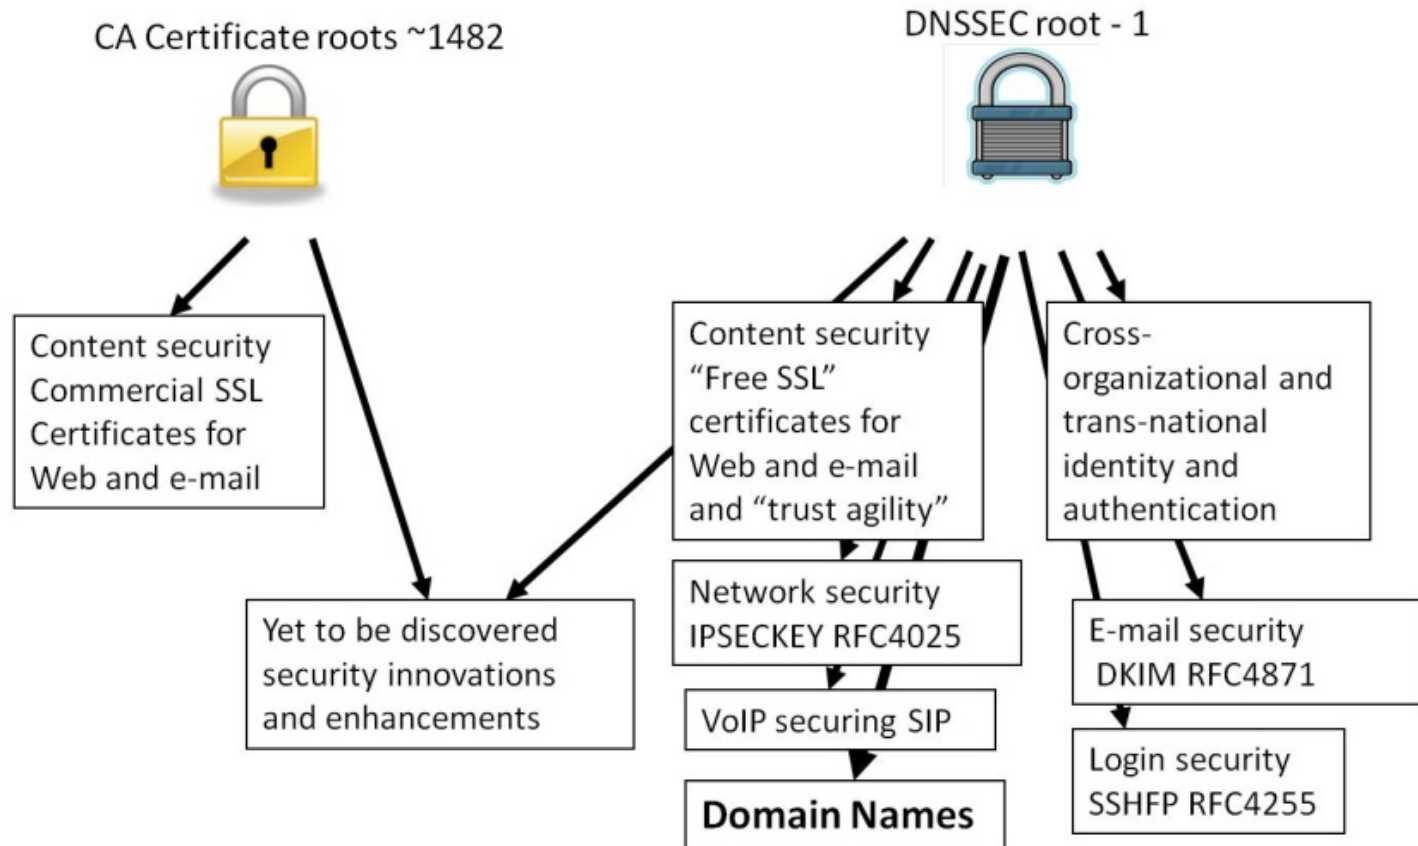 CA Certificate roots ~1482
DNSSEC root - 1
Content security
Commercial SSL
Certificates for
Web and e-mail
Yet to be discovered
security innovations
and enhancements
Content security
“Free SSL”
certificates for
Web and e-mail
and “trust agility”
Network security
IPSECKEY RFC4025
VoIP securing SIP
Domain Names
Cross-
organizational and
trans-national
identity and
authentication
E-mail security
DKIM RFC4871
Login security
SSHFP RFC4255